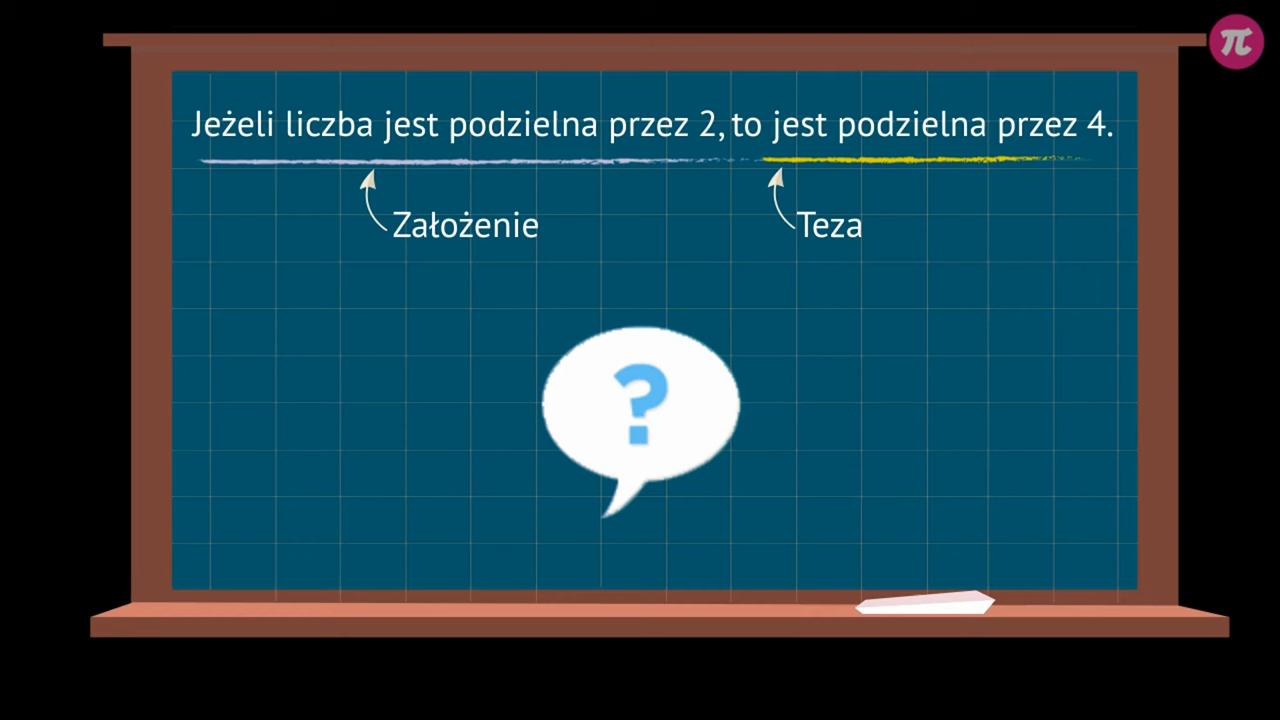 Jeżeli liczba jest podzielna przez 2, to jest podzielna przez 4.
Założenie
Teza
?
π